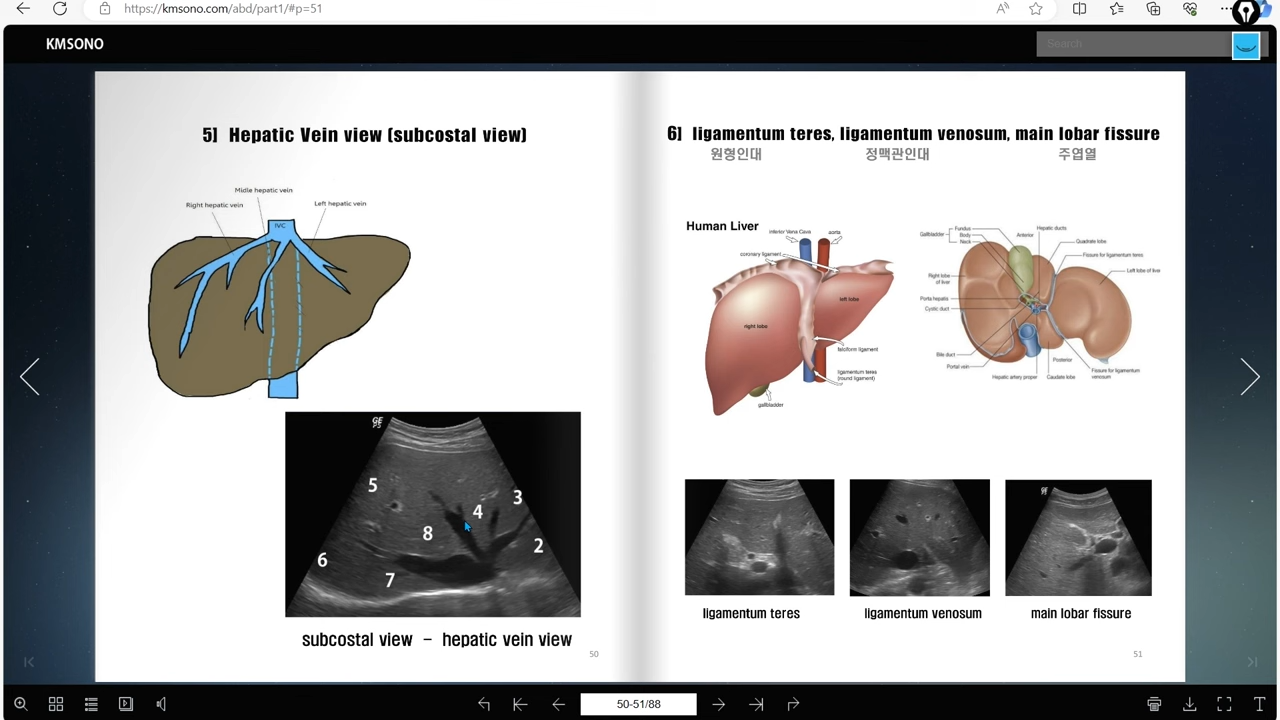 https://kmsono.com/abd/part1/#p=51
KMSONO
Search
5] Hepatic Vein view (subcostal view)
Midle hepatic vein
Right hepatic vein
Left hepatic vein
IVC
GE
5
3
4
8
2
6
7
subcostal view – hepatic vein view
50
6] ligamentum teres, ligamentum venosum, main lobar fissure
원형인대 정맥관인대 주엽열
Human Liver
inferior Vena Cava
aorta
coronary ligament
left lobe
right lobe
falciform ligament
ligamentum teres
(round ligament)
gallbladder
Gallbladder
Fundus
Body
Neck
Anterior
Hepatic ducts
Quadrate lobe
Fissure for ligamentum teres
Right lobe
of liver
Left lobe of liver
Porta hepatis
Cystic duct
Bile duct
Portal vein
Hepatic artery proper
Caudate lobe
Posterior
Fissure for ligamentum
venosum
ligamentum teres
ligamentum venosum
main lobar fissure
51
50-51/88